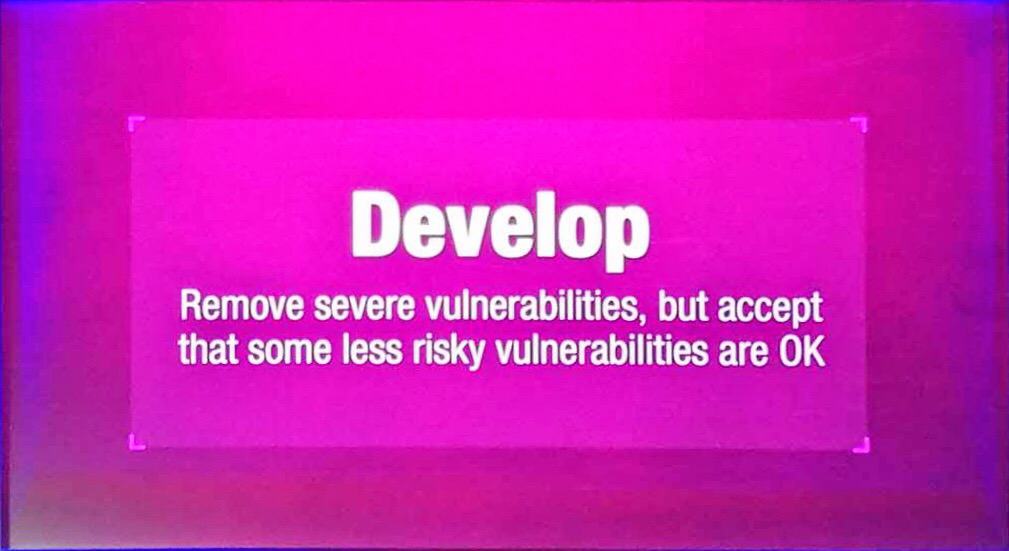 Develop
Remove severe vulnerabilities, but accept
that some less risky vulnerabilities are OK